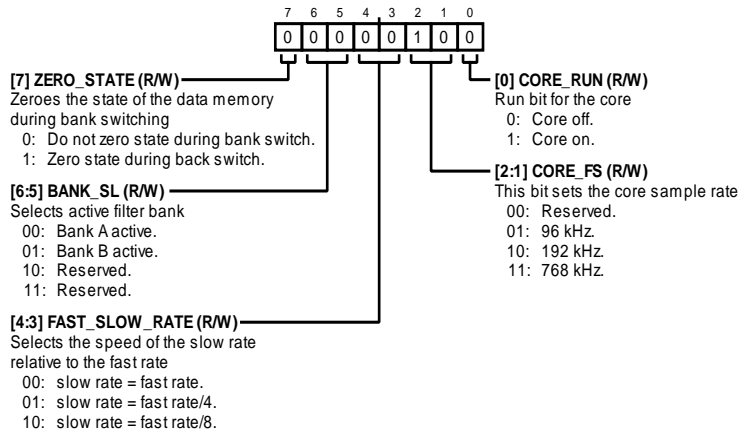 7 6 5 4 3 2 1 0
0 0 0 0 0 1 0 0
[7] ZERO_STATE (R/W)
Zeroes the state of the data memory
during bank switching
0: Do not zero state during bank switch.
1: Zero state during back switch.
[6:5] BANK_SL (R/W)
Selects active filter bank
00: Bank A active.
01: Bank B active.
10: Reserved.
11: Reserved.
[4:3] FAST_SLOW_RATE (R/W)
Selects the speed of the slow rate
relative to the fast rate
00: slow rate = fast rate.
01: slow rate = fast rate/4.
10: slow rate = fast rate/8.
[0] CORE_RUN (R/W)
Run bit for the core
0: Core off.
1: Core on.
[2:1] CORE_FS (R/W)
This bit sets the core sample rate
00: Reserved.
01: 96 kHz.
10: 192 kHz.
11: 768 kHz.